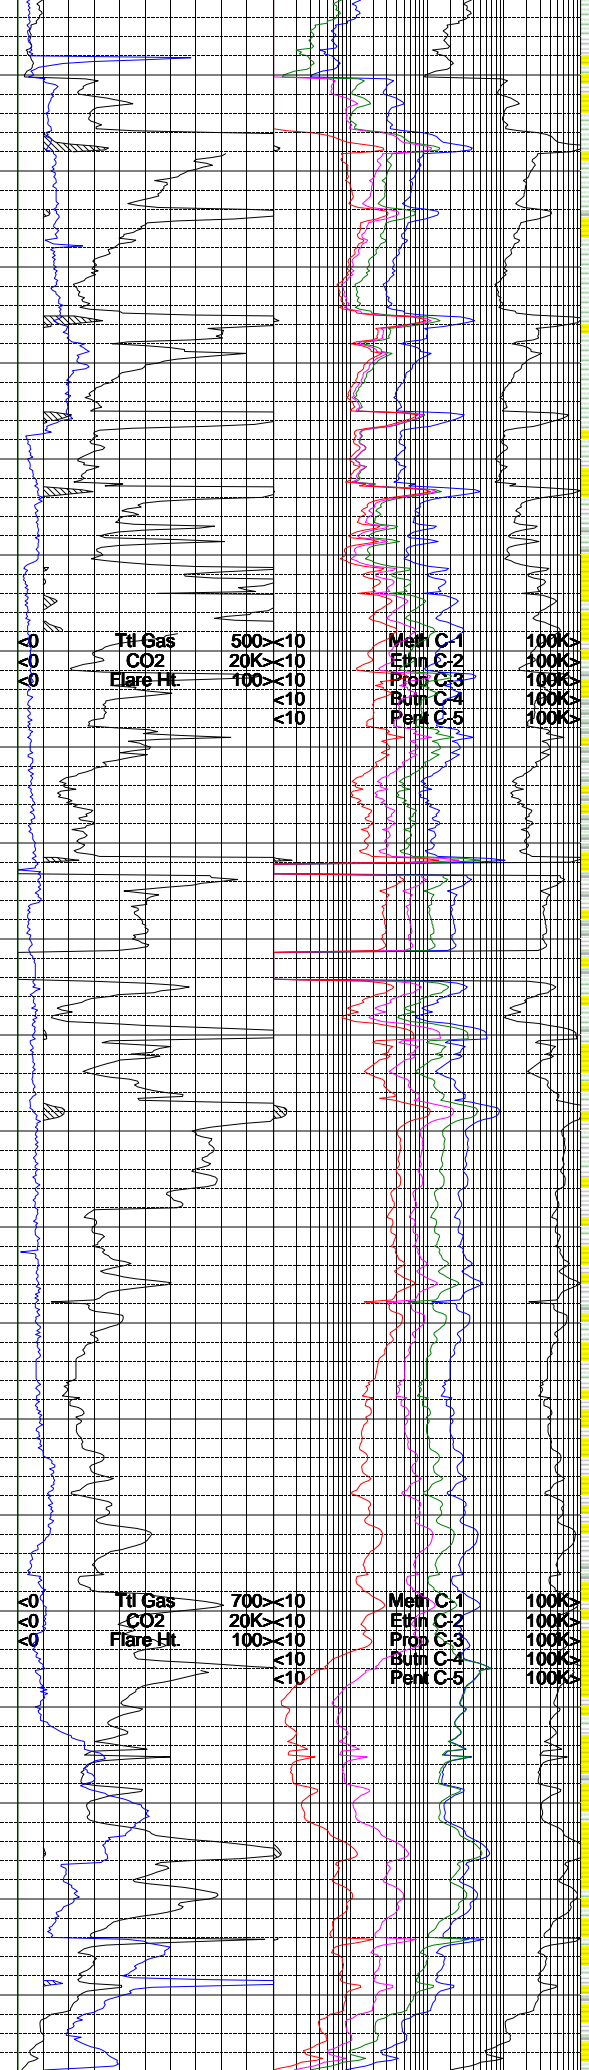 <0 Ttl Gas 500><10 Meth C-1 100K>
<0 CO2 20K><10 Ethn C-2 100K>
<0 Flare Ht. 100><10 Prop C-3 100K>
<10 Butn C-4 100K>
<10 Pent C-5 100K>
<0 Ttl Gas 700><10 Meth C-1 100K>
<0 CO2 20K><10 Ethn C-2 100K>
<0 Flare Ht. 100><10 Prop C-3 100K>
<10 Butn C-4 100K>
<10 Pent C-5 100K>